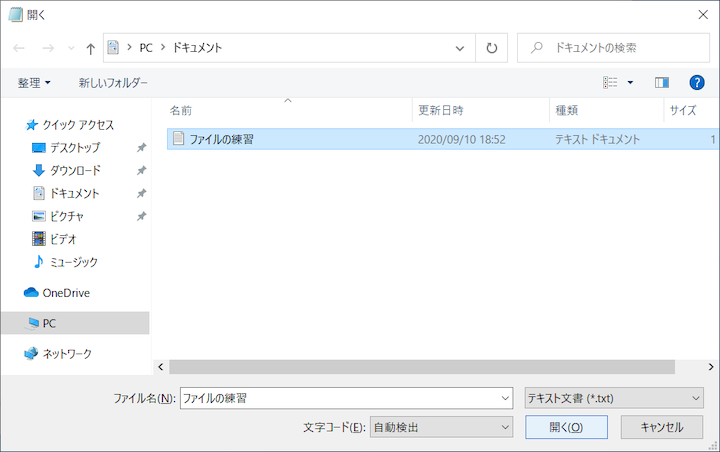 開く
PC ドキュメント
ドキュメントの検索
整理 新しいフォルダー
名前 更新日時 種類 サイズ
ファイルの練習 2020/09/10 18:52 テキスト ドキュメント 1
クイック アクセス
デスクトップ
ダウンロード
ドキュメント
ピクチャ
ビデオ
ミュージック
OneDrive
PC
ネットワーク
ファイル名(N): ファイルの練習 テキスト文書 (*.txt)
文字コード(E): 自動検出 開く(O) キャンセル